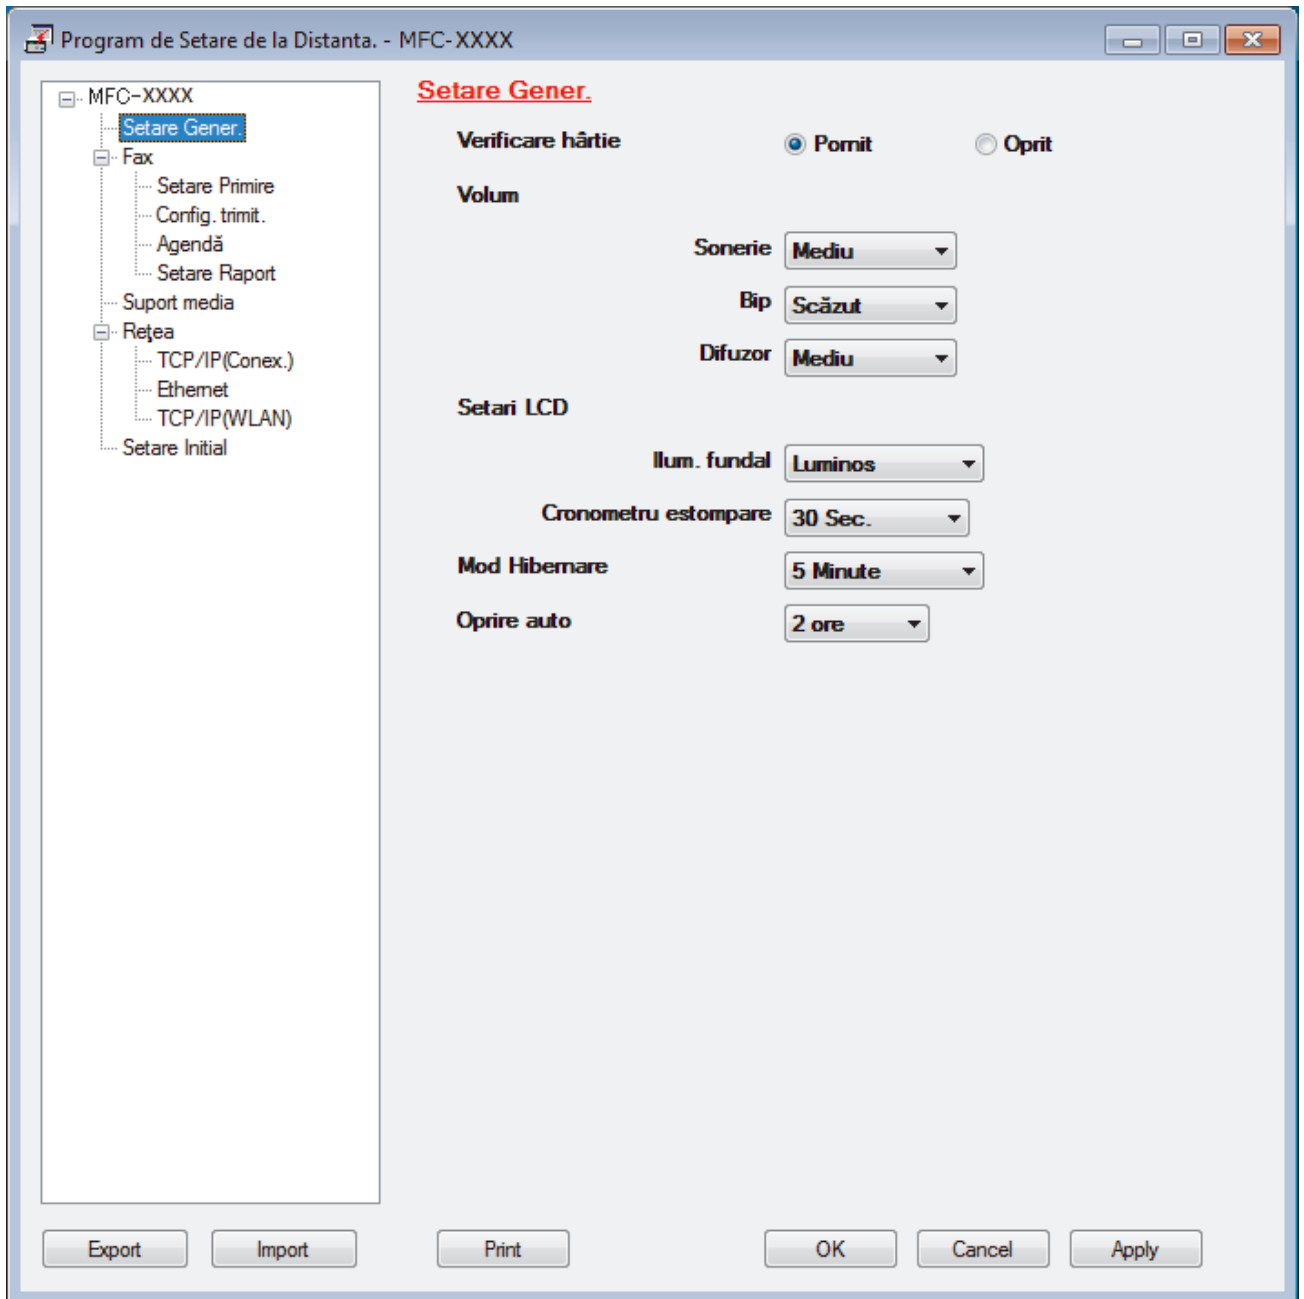 Program de Setare de la Distanta. - MFC-XXXX
MFC-XXXX
Setare Gener.
Fax
Setare Primire
Config. trimit.
Agendă
Setare Raport
Suport media
Reţea
TCP/IP(Conex.)
Ethernet
TCP/IP(WLAN)
Setare Initial
Setare Gener.
Verificare hârtie Pornit Oprit
Volum
Sonerie Mediu
Bip Scăzut
Difuzor Mediu
Setari LCD
Ilum. fundal Luminos
Cronometru estompare 30 Sec.
Mod Hibernare 5 Minute
Oprire auto 2 ore
Export Import Print OK Cancel Apply